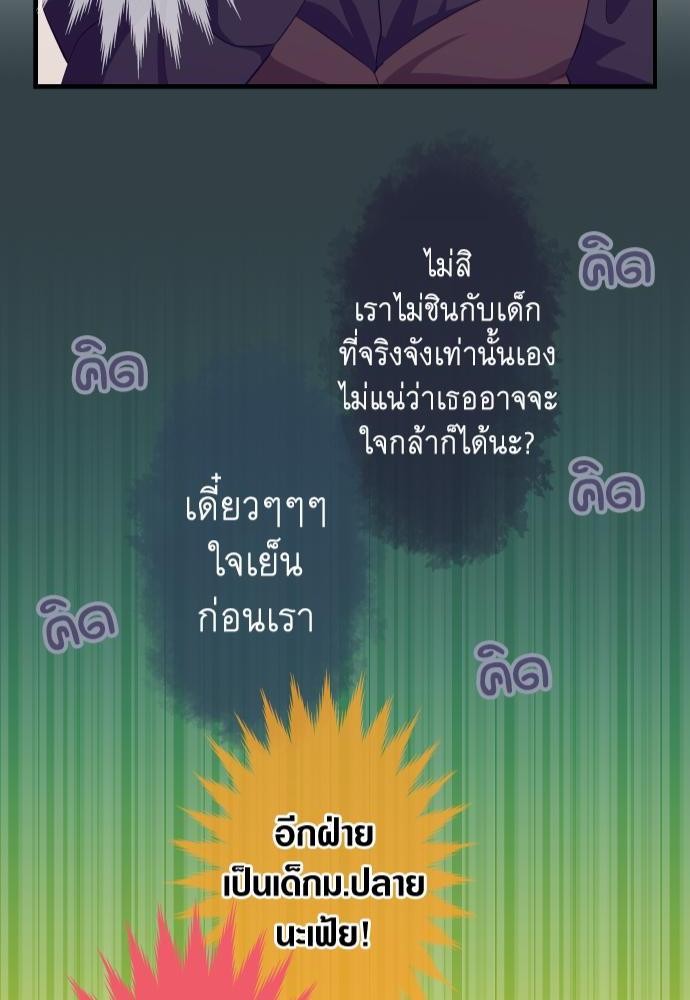 ไม่สิ
เราไม่ชินกับเด็ก
ที่จริงจังเท่านั้นเอง
ไม่แน่ว่าเธออาจจะ
ใจกล้าก็ได้นะ?
คิด
คิด
คิด
เดี๋ยวๆๆๆ
ใจเย็น
ก่อนเรา
คิด
คิด
อีกฝ่าย
เป็นเด็กม.ปลาย
นะเฟ้ย!